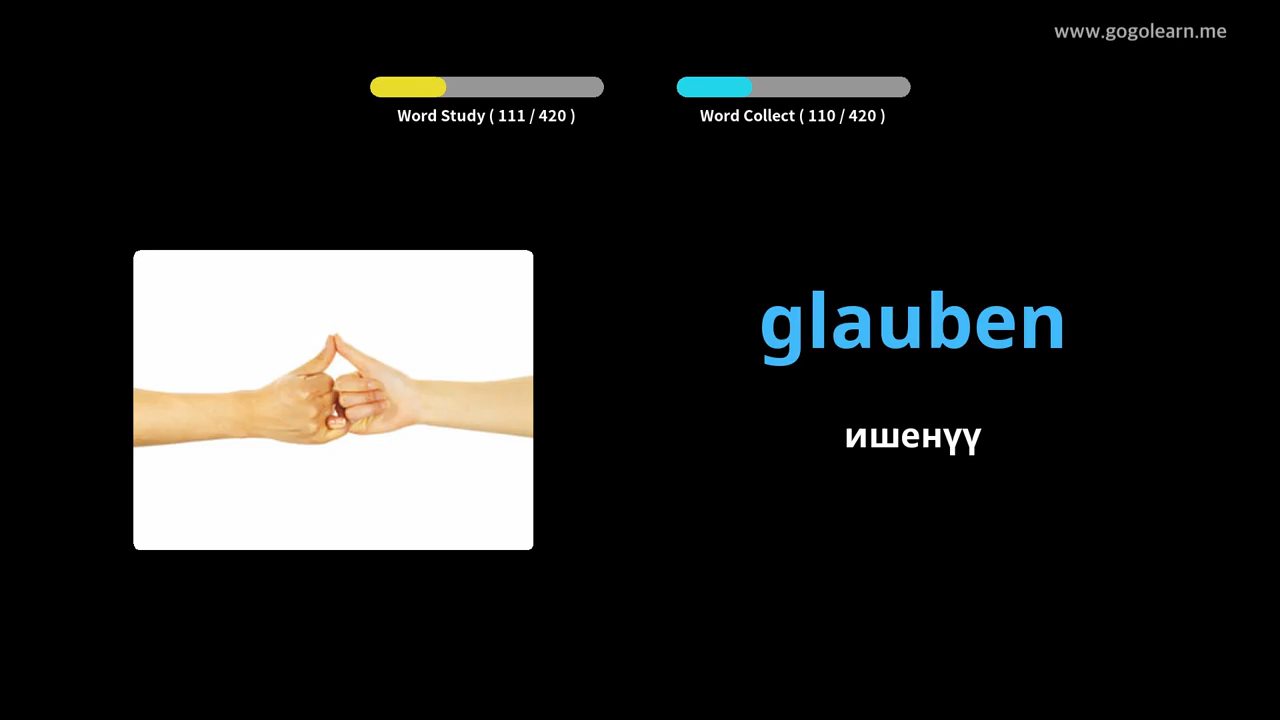 www.gogolearn.me
Word Study ( 111 / 420 )
Word Collect ( 110 / 420 )
glauben
ишенүү